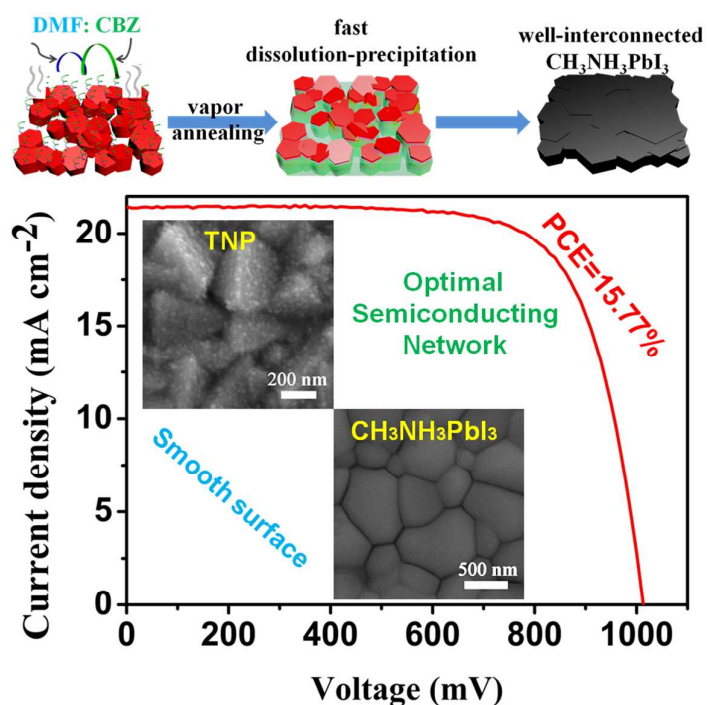 DMF: CBZ
vapor
annealing
fast
dissolution-precipitation
well-interconnected
CH₃NH₃PbI₃
Current density (mA cm⁻²)
20
15
10
5
0
TNP
200 nm
Optimal
Semiconducting
Network
PCE=15.77%
Smooth surface
CH₃NH₃PbI₃
500 nm
0 200 400 600 800 1000
Voltage (mV)